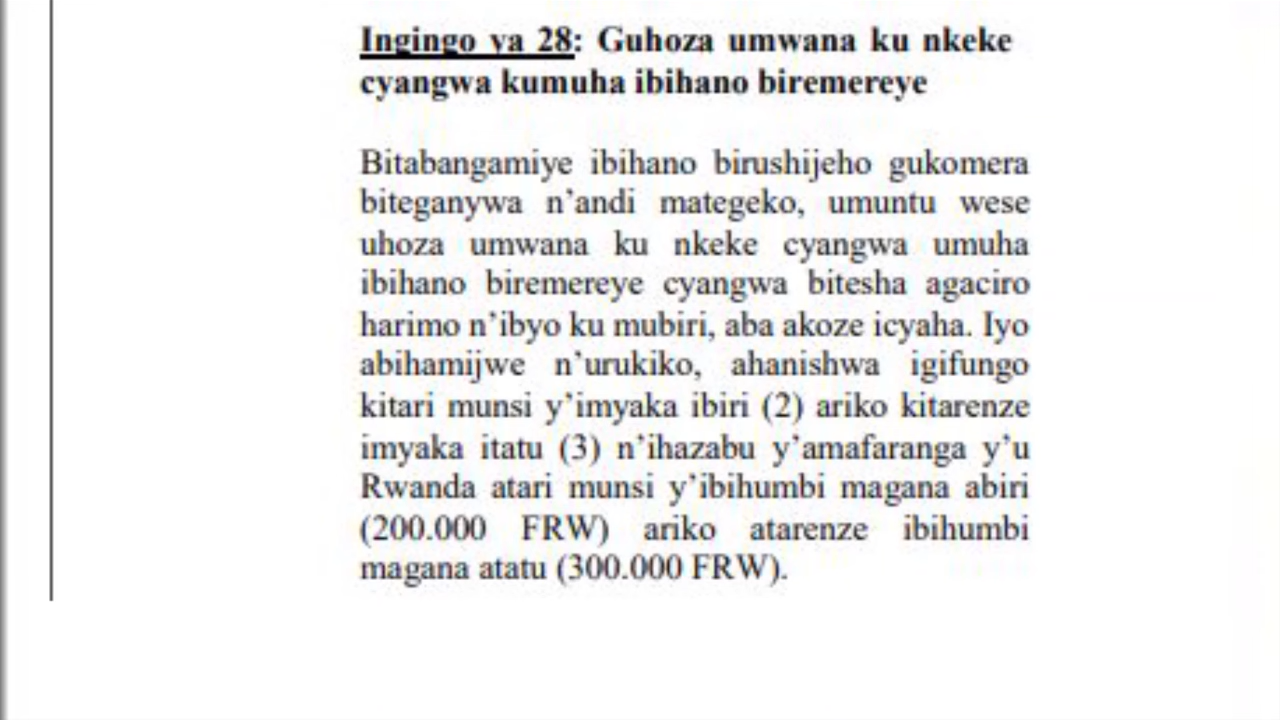 Ingingo ya 28: Guhoza umwana ku nkeke
cyangwa kumuha ibihano biremereye
Bitabangamiye ibihano birushijeho gukomera
biteganywa n’andi mategeko, umuntu wese
uhoza umwana ku nkeke cyangwa umuha
ibihano biremereye cyangwa bitesha agaciro
harimo n’ibyo ku mubiri, aba akoze icyaha. Iyo
abihamijwe n’urukiko, ahanishwa igifungo
kitari munsi y’imyaka ibiri (2) ariko kitarenze
imyaka itatu (3) n’ihazabu y’amafaranga y’u
Rwanda atari munsi y’ibihumbi magana abiri
(200.000 FRW) ariko atarenze ibihumbi
magana atatu (300.000 FRW).